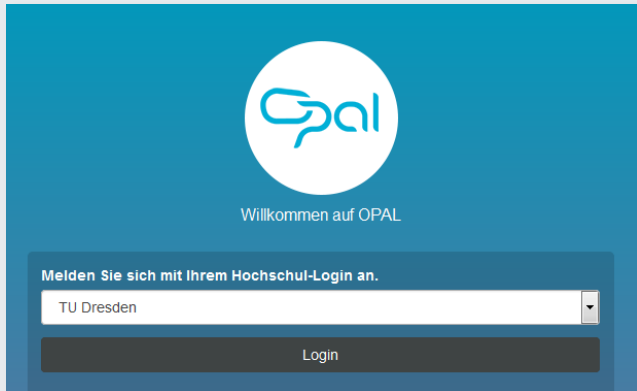 Opal
Willkommen auf OPAL
Melden Sie sich mit Ihrem Hochschul-Login an.
TU Dresden
Login